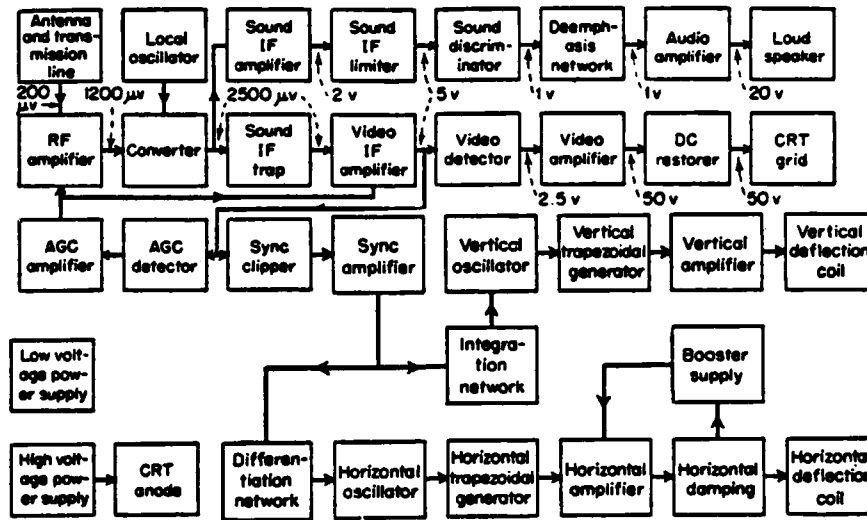 Antenna
and trans-
mission
line
Local
oscillator
Sound
IF
amplifier
Sound
IF
limiter
Sound
discrim-
inator
Deemph-
asis
network
Audio
amplifier
Loud
speaker
200
μv
1200 μv
2500 μv
2 v
5 v
1 v
1 v
20 v
RF
amplifier
Converter
Sound
IF
trap
Video
IF
amplifier
Video
detector
Video
amplifier
DC
restorer
CRT
grid
2.5 v
50 v
50 v
AGC
amplifier
AGC
detector
Sync
clipper
Sync
amplifier
Vertical
oscillator
Vertical
trapezoidal
generator
Vertical
amplifier
Vertical
deflection
coil
Low volt-
age pow-
er supply
Integra-
tion
network
Booster
supply
High volt-
age pow-
er supply
CRT
anode
Differen-
tiation
network
Horizontal
oscillator
Horizontal
trapezoidal
generator
Horizontal
amplifier
Horizontal
damping
Horizontal
deflection
coil